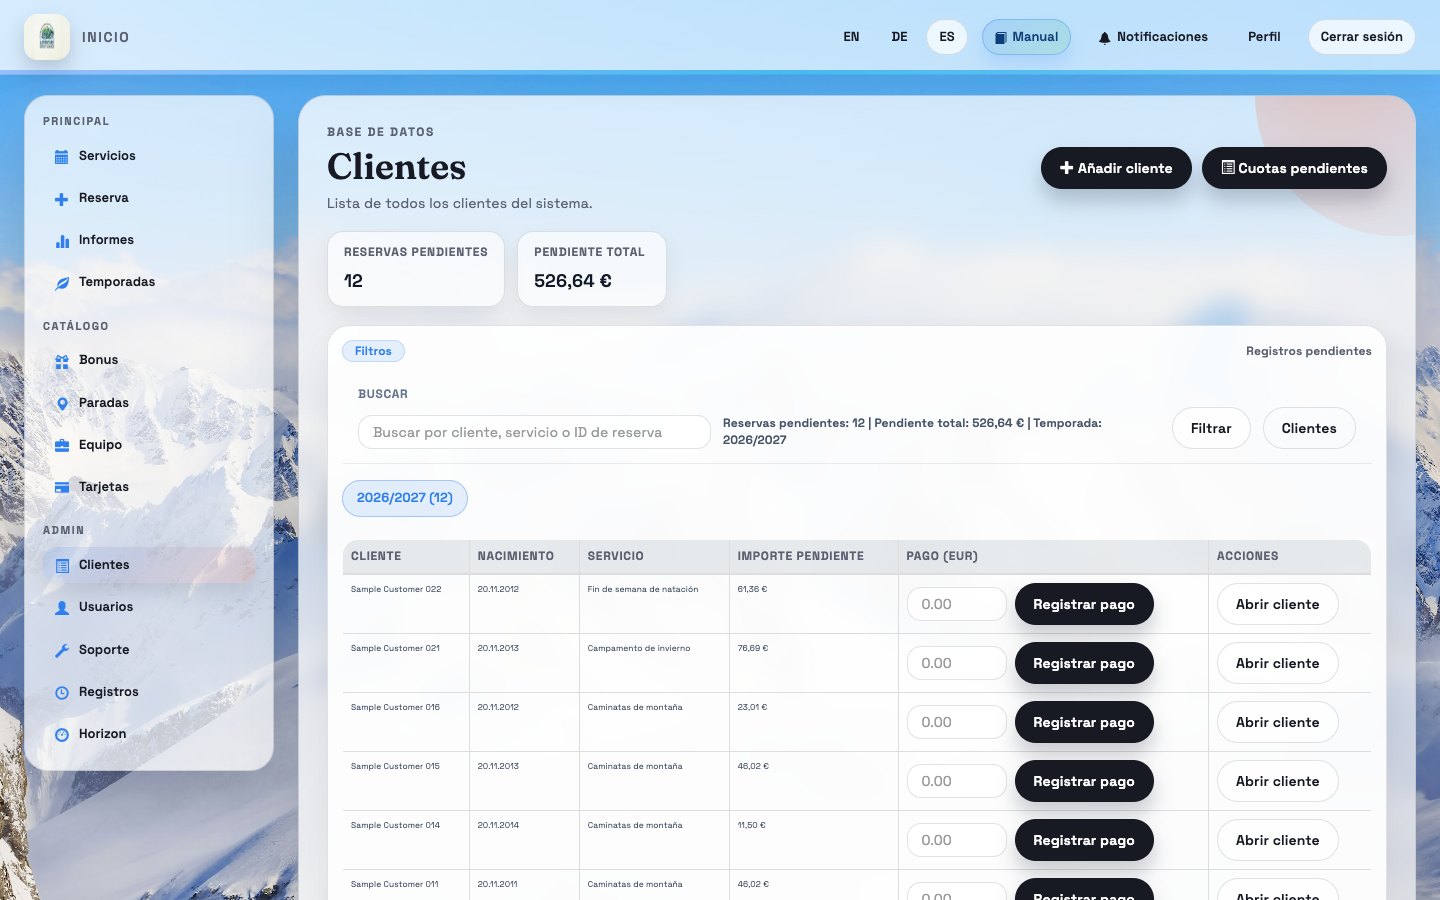 INICIO
EN
DE
ES
Manual
Notificaciones
Perfil
Cerrar sesión
PRINCIPAL
Servicios
Reserva
Informes
Temporadas
CATÁLOGO
Bonus
Paradas
Equipo
Tarjetas
ADMIN
Clientes
Usuarios
Soporte
Registros
Horizon
BASE DE DATOS
Clientes
Lista de todos los clientes del sistema.
Añadir cliente
Cuotas pendientes
RESERVAS PENDIENTES
12
PENDIENTE TOTAL
526,64 €
Filtros
Registros pendientes
BUSCAR
Buscar por cliente, servicio o ID de reserva
Reservas pendientes: 12 | Pendiente total: 526,64 € | Temporada:
2026/2027
Filtrar
Clientes
2026/2027 (12)
CLIENTE NACIMIENTO SERVICIO IMPORTE PENDIENTE PAGO (EUR) ACCIONES
Sample Customer 022 20.11.2012 Fin de semana de natación 61,36 € 0.00 Registrar pago Abrir cliente
Sample Customer 021 20.11.2013 Campamento de invierno 76,69 € 0.00 Registrar pago Abrir cliente
Sample Customer 016 20.11.2012 Caminatas de montaña 23,01 € 0.00 Registrar pago Abrir cliente
Sample Customer 015 20.11.2013 Caminatas de montaña 46,02 € 0.00 Registrar pago Abrir cliente
Sample Customer 014 20.11.2014 Caminatas de montaña 11,50 € 0.00 Registrar pago Abrir cliente
Sample Customer 011 20.11.2011 Caminatas de montaña 46,02 € 0.00 Registrar pago Abrir cliente